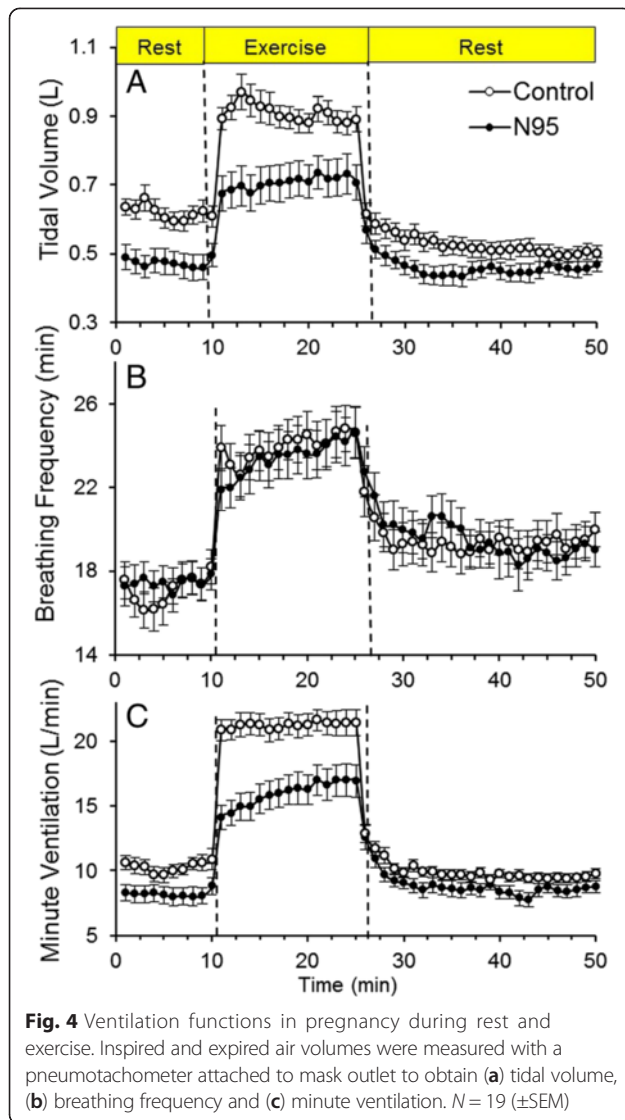 Rest Exercise Rest
A
Control
N95
Tidal Volume (L)
1.1
0.9
0.7
0.5
0.3
0 10 20 30 40 50
B
Breathing Frequency (min)
26
22
18
14
0 10 20 30 40 50
C
Minute Ventilation (L/min)
20
15
10
5
0 10 20 30 40 50
Time (min)
Fig. 4 Ventilation functions in pregnancy during rest and
exercise. Inspired and expired air volumes were measured with a
pneumotachometer attached to mask outlet to obtain (a) tidal volume,
(b) breathing frequency and (c) minute ventilation. N = 19 (±SEM)